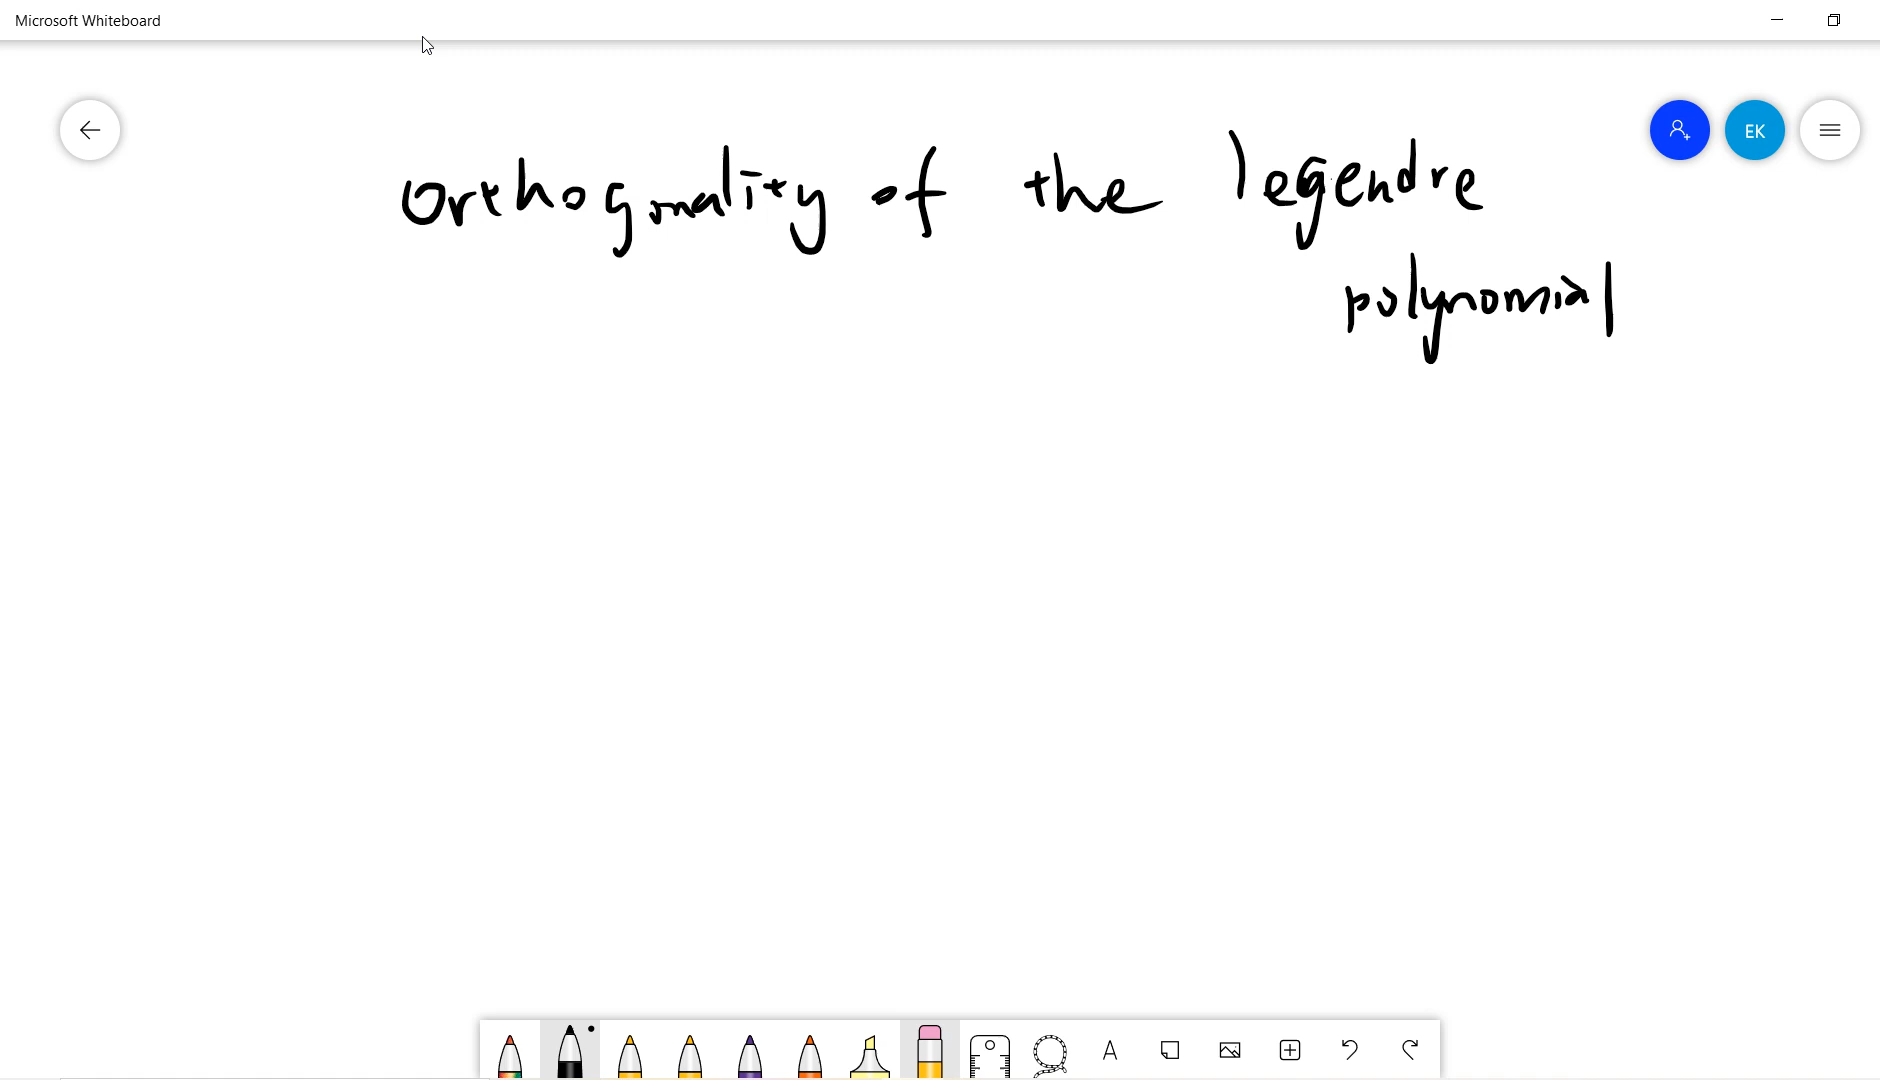 Microsoft Whiteboard
EK
orthogonality of the legendre
polynomial
A